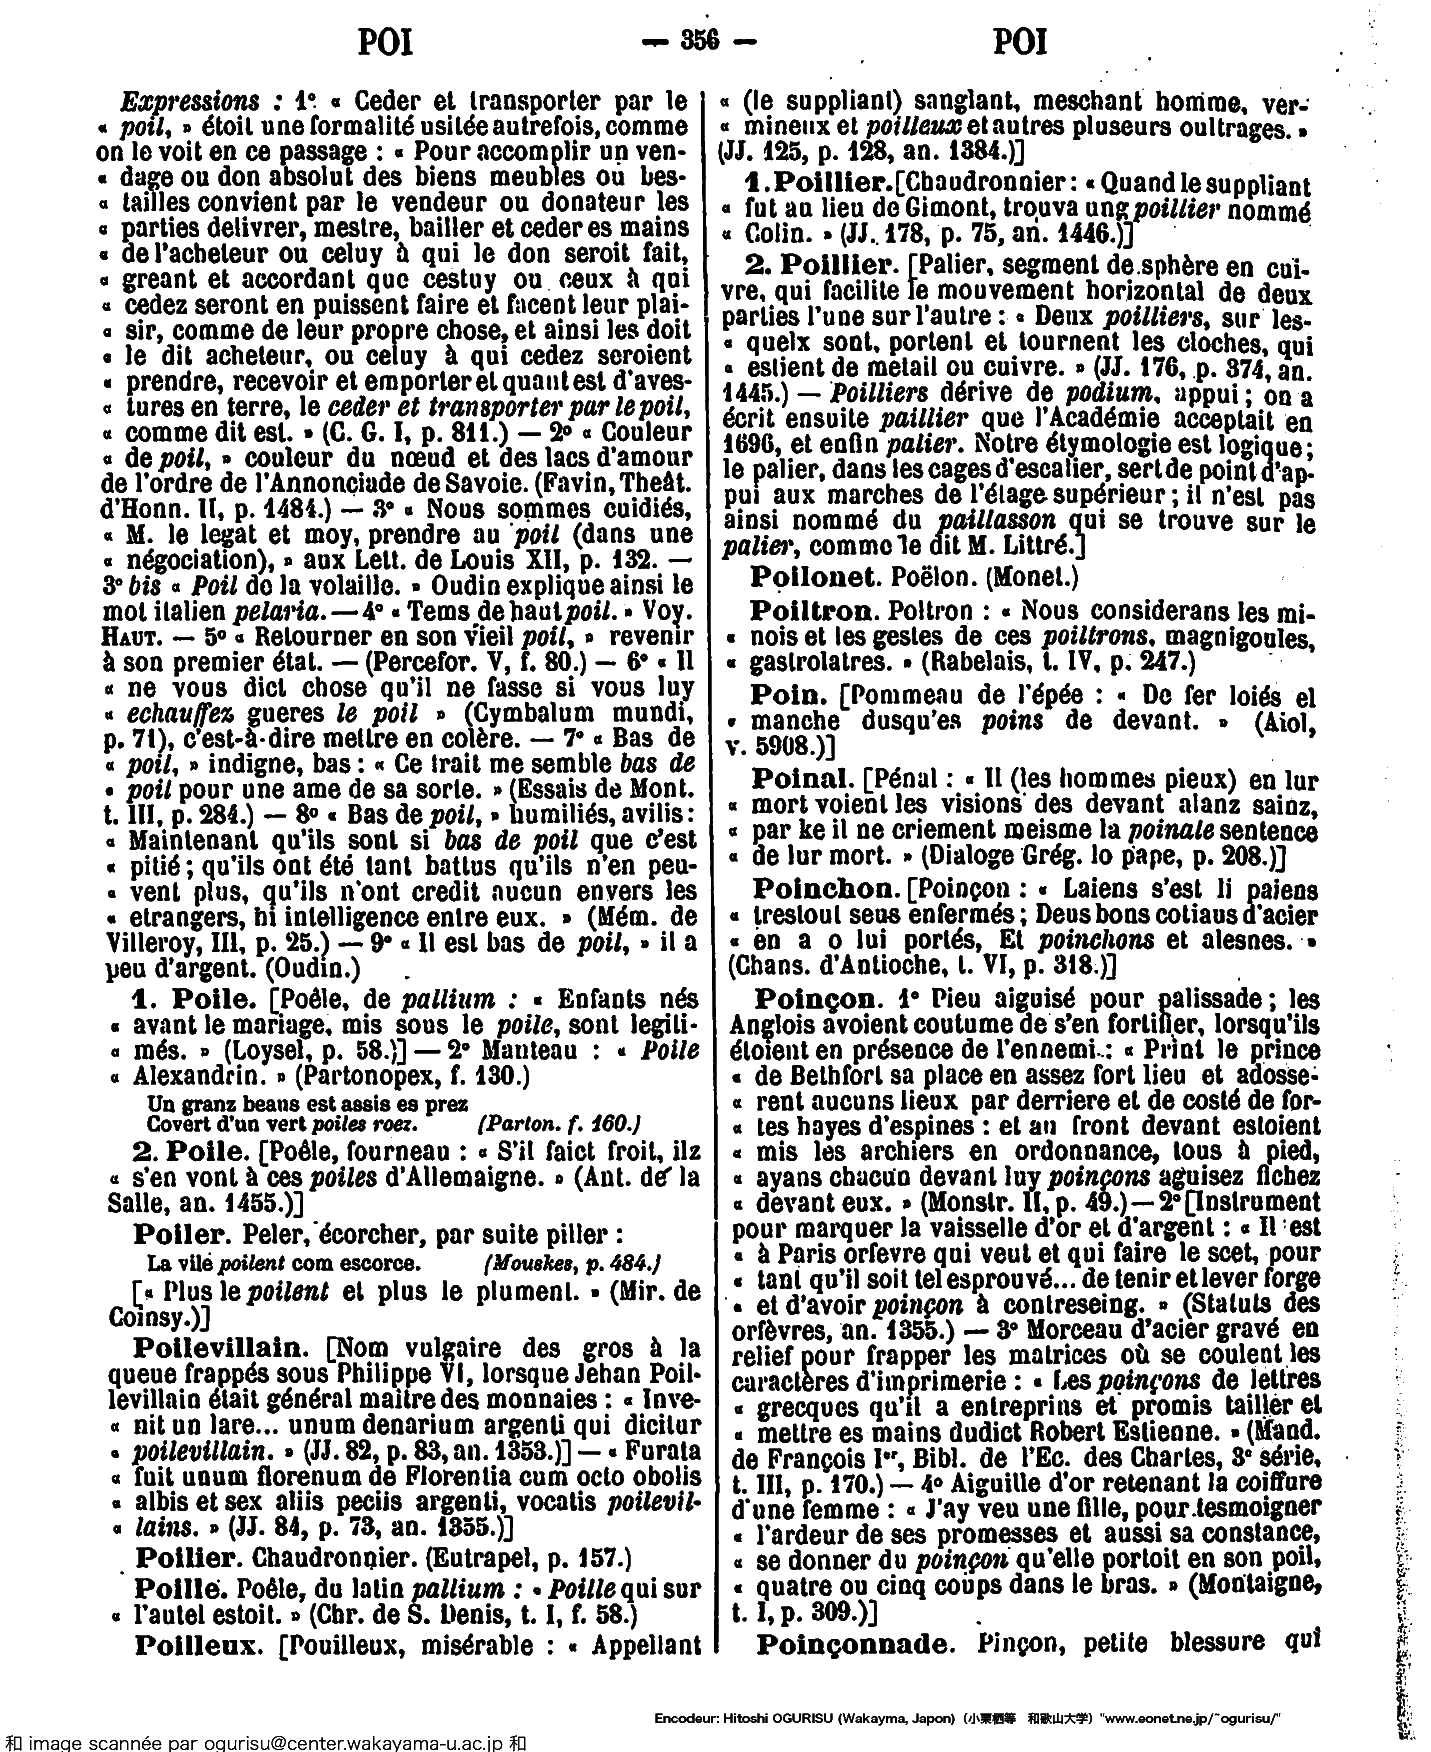 POI — 356 — POI
Expressions : 1°. « Ceder et transporter par le
« poil, » étoit une formalité usitée autrefois, comme
on le voit en ce passage : « Pour accomplir un ven-
« dage ou don absolut des biens meubles ou bes-
« tailles convient par le vendeur ou donateur les
« parties delivrer, mestre, bailler et ceder es mains
« de l'acheteur ou celuy à qui le don seroit fait,
« greant et accordant que cestuy ou ceux à qui
« cedez seront en puissent faire et facent leur plai-
« sir, comme de leur propre chose, et ainsi les doit
« le dit acheteur, ou celuy à qui cedez seroient
« prendre, recevoir et emporter et quant est d'aves-
« tures en terre, le ceder et transporter par le poil,
« comme dit est. » (C. G. I, p. 811.) — 2° « Couleur
« de poil, » couleur du nœud et des lacs d'amour
de l'ordre de l'Annonciade de Savoie. (Favin, Theât.
d'Honn. II, p. 1484.) — 3° « Nous sommes cuidiés,
« M. le legat et moy, prendre au poil (dans une
« négociation), » aux Lett. de Louis XII, p. 132. —
3° bis « Poil de la volaille. » Oudin explique ainsi le
mot italien pelaria. — 4° « Tems de haut poil. » Voy.
HAUT. — 5° « Retourner en son vieil poil, » revenir
à son premier état. — (Percefor. V, f. 80.) — 6° « Il
« ne vous dict chose qu'il ne fasse si vous luy
« echauffez gueres le poil » (Cymbalum mundi,
p. 71), c'est-à-dire mettre en colère. — 7° « Bas de
« poil, » indigne, bas : « Ce trait me semble bas de
« poil pour une ame de sa sorte. » (Essais de Mont.
t. III, p. 284.) — 8° « Bas de poil, » humiliés, avilis :
« Maintenant qu'ils sont si bas de poil que c'est
« pitié ; qu'ils ont été tant battus qu'ils n'en peu-
« vent plus, qu'ils n'ont credit aucun envers les
« etrangers, ni intelligence entre eux. » (Mém. de
Villeroy, III, p. 25.) — 9° « Il est bas de poil, » il a
peu d'argent. (Oudin.)
1. Poile. [Poêle, de pallium : « Enfants nés
« avant le mariage, mis sous le poile, sont legiti-
« més. » (Loysel, p. 58.)] — 2° Manteau : « Poile
« Alexandrin. » (Partonopex, f. 130.)
Un granz beaus est assis es prez
Covert d'un vert poiles roez. (Parton. f. 160.)
2. Poile. [Poêle, fourneau : « S'il faict froit, ilz
« s'en vont à ces poiles d'Allemaigne. » (Ant. de la
Salle, an. 1455.)]
Poiler. Peler, écorcher, par suite piller :
La vile poilent com escorce. (Mouskes, p. 484.)
[« Plus le poilent et plus le plument. » (Mir. de
Coinsy.)]
Poilevillain. [Nom vulgaire des gros à la
queue frappés sous Philippe VI, lorsque Jehan Poil-
levillain était général maitre des monnaies : « Inve-
« nit un lare... unum denarium argenti qui dicitur
« poilevillain. » (JJ. 82, p. 83, an. 1353.)] — « Furata
« fuit unum florenum de Florentia cum octo obolis
« albis et sex aliis peciis argenti, vocatis poilevil-
« lains. » (JJ. 84, p. 73, an. 1355.)]
Poilier. Chaudronnier. (Eutrapel, p. 157.)
Poille. Poêle, du latin pallium : « Poille qui sur
« l'autel estoit. » (Chr. de S. Denis, t. I, f. 58.)
Poilleux. [Pouilleux, misérable : « Appellant
« (le suppliant) sanglant, meschant homme, ver-
« mineux et poilleux et autres pluseurs oultrages. »
(JJ. 125, p. 128, an. 1384.)]
1. Poillier. [Chaudronnier : « Quand le suppliant
« fut au lieu de Gimont, trouva ung poillier nommé
« Colin. » (JJ. 178, p. 75, an. 1446.)]
2. Poillier. [Palier, segment de sphère en cui-
vre, qui facilite le mouvement horizontal de deux
parties l'une sur l'autre : « Deux poilliers, sur les-
« quelx sont, portent et tournent les cloches, qui
« estient de metail ou cuivre. » (JJ. 176, p. 374, an.
1445.) — Poilliers dérive de podium, appui ; on a
écrit ensuite paillier que l'Académie acceptait en
1696, et enfin palier. Notre étymologie est logique ;
le palier, dans les cages d'escalier, sert de point d'ap-
pui aux marches de l'étage supérieur ; il n'est pas
ainsi nommé du paillasson qui se trouve sur le
palier, comme le dit M. Littré.]
Poilonet. Poëlon. (Monet.)
Poiltron. Poltron : « Nous considerans les mi-
« nois et les gestes de ces poiltrons, magnigoules,
« gastrolatres. » (Rabelais, t. IV, p. 247.)
Poin. [Pommeau de l'épée : « De fer loiés el
« manche dusqu'es poins de devant. » (Aiol,
v. 5908.)]
Poinal. [Pénal : « Il (les hommes pieux) en lur
« mort voient les visions des devant alanz sainz,
« par ke il ne criement meisme la poinale sentence
« de lur mort. » (Dialoge Grég. lo pape, p. 208.)]
Poinchon. [Poinçon : « Laiens s'est li paiens
« trestout seus enfermés ; Deus bons cotiaus d'acier
« en a o lui portés, Et poinchons et alesnes. »
(Chans. d'Antioche, t. VI, p. 318.)]
Poinçon. 1° Pieu aiguisé pour palissade ; les
Anglois avoient coutume de s'en fortifier, lorsqu'ils
étoient en présence de l'ennemi : « Print le prince
« de Bethfort sa place en assez fort lieu et adosse-
« rent aucuns lieux par derriere et de costé de for-
« tes hayes d'espines : et au front devant estoient
« mis les archiers en ordonnance, tous à pied,
« ayans chacun devant luy poinçons aguisez fichez
« devant eux. » (Monstr. II, p. 49.) — 2° [Instrument
pour marquer la vaisselle d'or et d'argent : « Il est
« à Paris orfevre qui veut et qui faire le scet, pour
« tant qu'il soit tel esprouvé... de tenir et lever forge
« et d'avoir poinçon à contreseing. » (Statuts des
orfèvres, an. 1355.) — 3° Morceau d'acier gravé en
relief pour frapper les matrices où se coulent les
caractères d'imprimerie : « Les poinçons de lettres
« grecques qu'il a entreprins et promis tailler et
« mettre es mains dudict Robert Estienne. » (Mand.
de François Ier, Bibl. de l'Ec. des Chartes, 3e série,
t. III, p. 170.) — 4° Aiguille d'or retenant la coiffure
d'une femme : « J'ay veu une fille, pour tesmoigner
« l'ardeur de ses promesses et aussi sa constance,
« se donner du poinçon qu'elle portoit en son poil,
« quatre ou cinq coups dans le bras. » (Montaigne,
t. I, p. 309.)]
Poinçonnade. Pinçon, petite blessure qui
Encodeur: Hitoshi OGURISU (Wakayma, Japon) (小栗栖等 和歌山大学) "www.eonet.ne.jp/~ogurisu/"
和 image scannée par ogurisu@center.wakayama-u.ac.jp 和